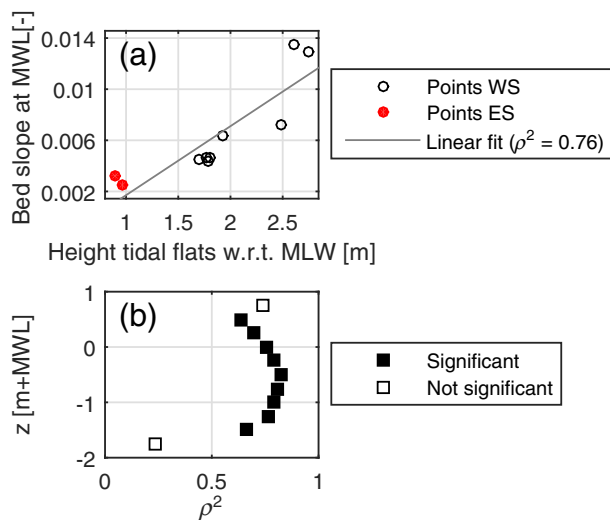 (a)
Bed slope at MWL[-]
0.014
0.010
0.006
0.002
1
1.5
2
2.5
Height tidal flats w.r.t. MLW [m]
Points WS
Points ES
Linear fit (ρ² = 0.76)
(b)
z [m+MWL]
1
0
-1
-2
0
0.5
1
ρ²
Significant
Not significant